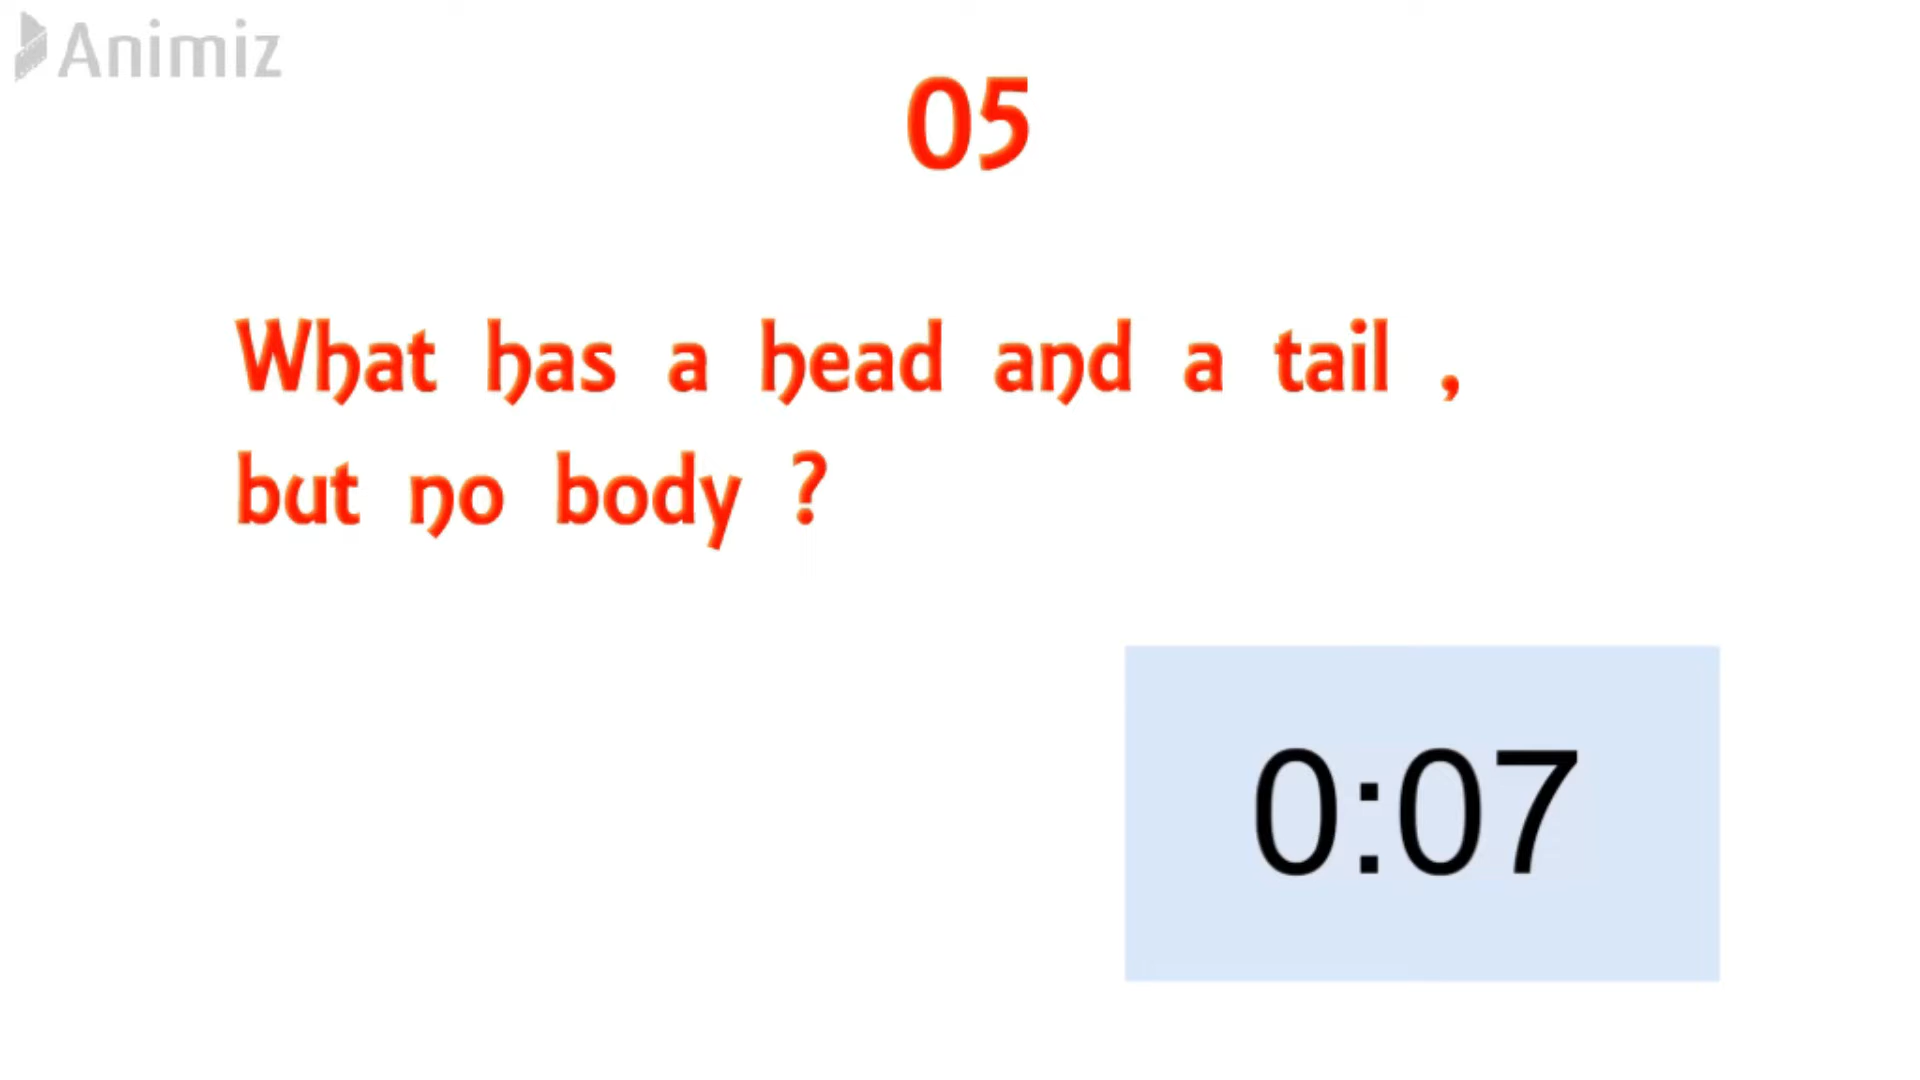 Animiz
05
What has a head and a tail ,
but no body ?
0:07